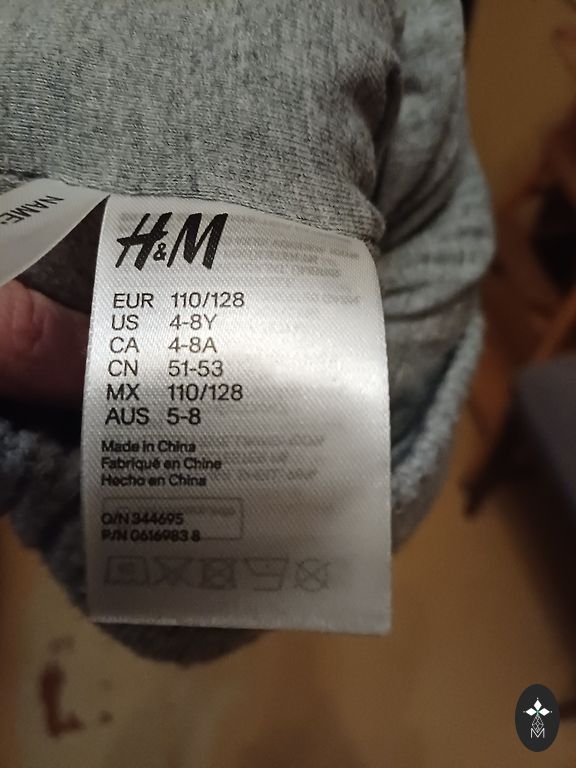 NAME:
H&M
EUR 110/128
US 4-8Y
CA 4-8A
CN 51-53
MX 110/128
AUS 5-8
Made in China
Fabriqué en Chine
Hecho en China
O/N 344695
P/N 0616983 8
M